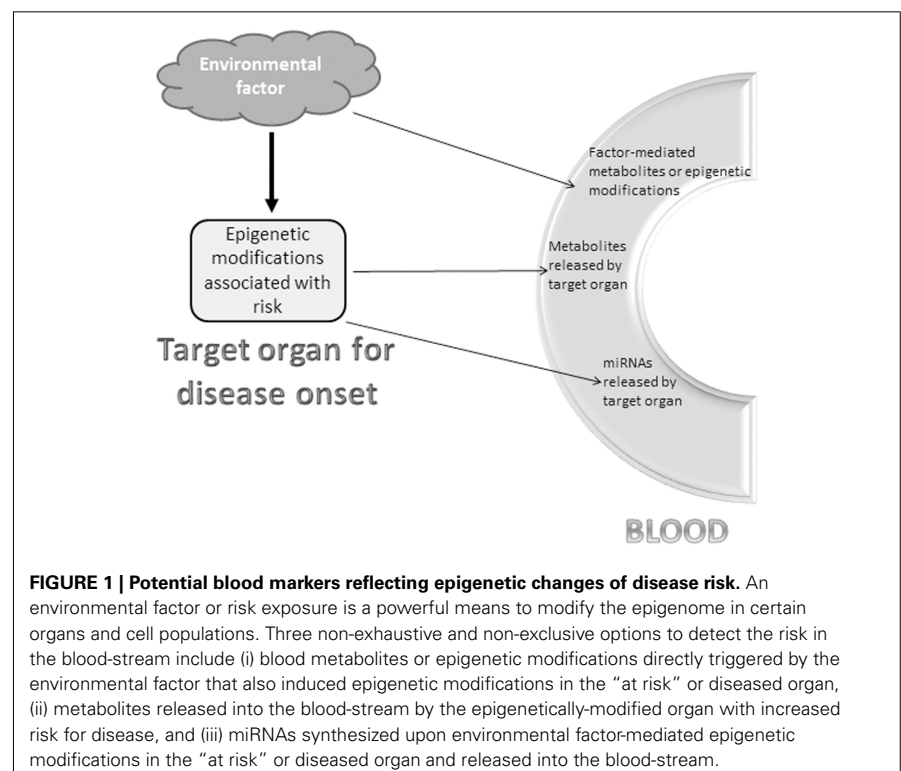 Environmental
factor
Factor-mediated
metabolites or epigenetic
modifications
Epigenetic
modifications
associated with
risk
Metabolites
released by
target organ
Target organ for
disease onset
miRNAs
released by
target organ
BLOOD
FIGURE 1 | Potential blood markers reflecting epigenetic changes of disease risk. An
environmental factor or risk exposure is a powerful means to modify the epigenome in certain
organs and cell populations. Three non-exhaustive and non-exclusive options to detect the risk in
the blood-stream include (i) blood metabolites or epigenetic modifications directly triggered by the
environmental factor that also induced epigenetic modifications in the “at risk” or diseased organ,
(ii) metabolites released into the blood-stream by the epigenetically-modified organ with increased
risk for disease, and (iii) miRNAs synthesized upon environmental factor-mediated epigenetic
modifications in the “at risk” or diseased organ and released into the blood-stream.